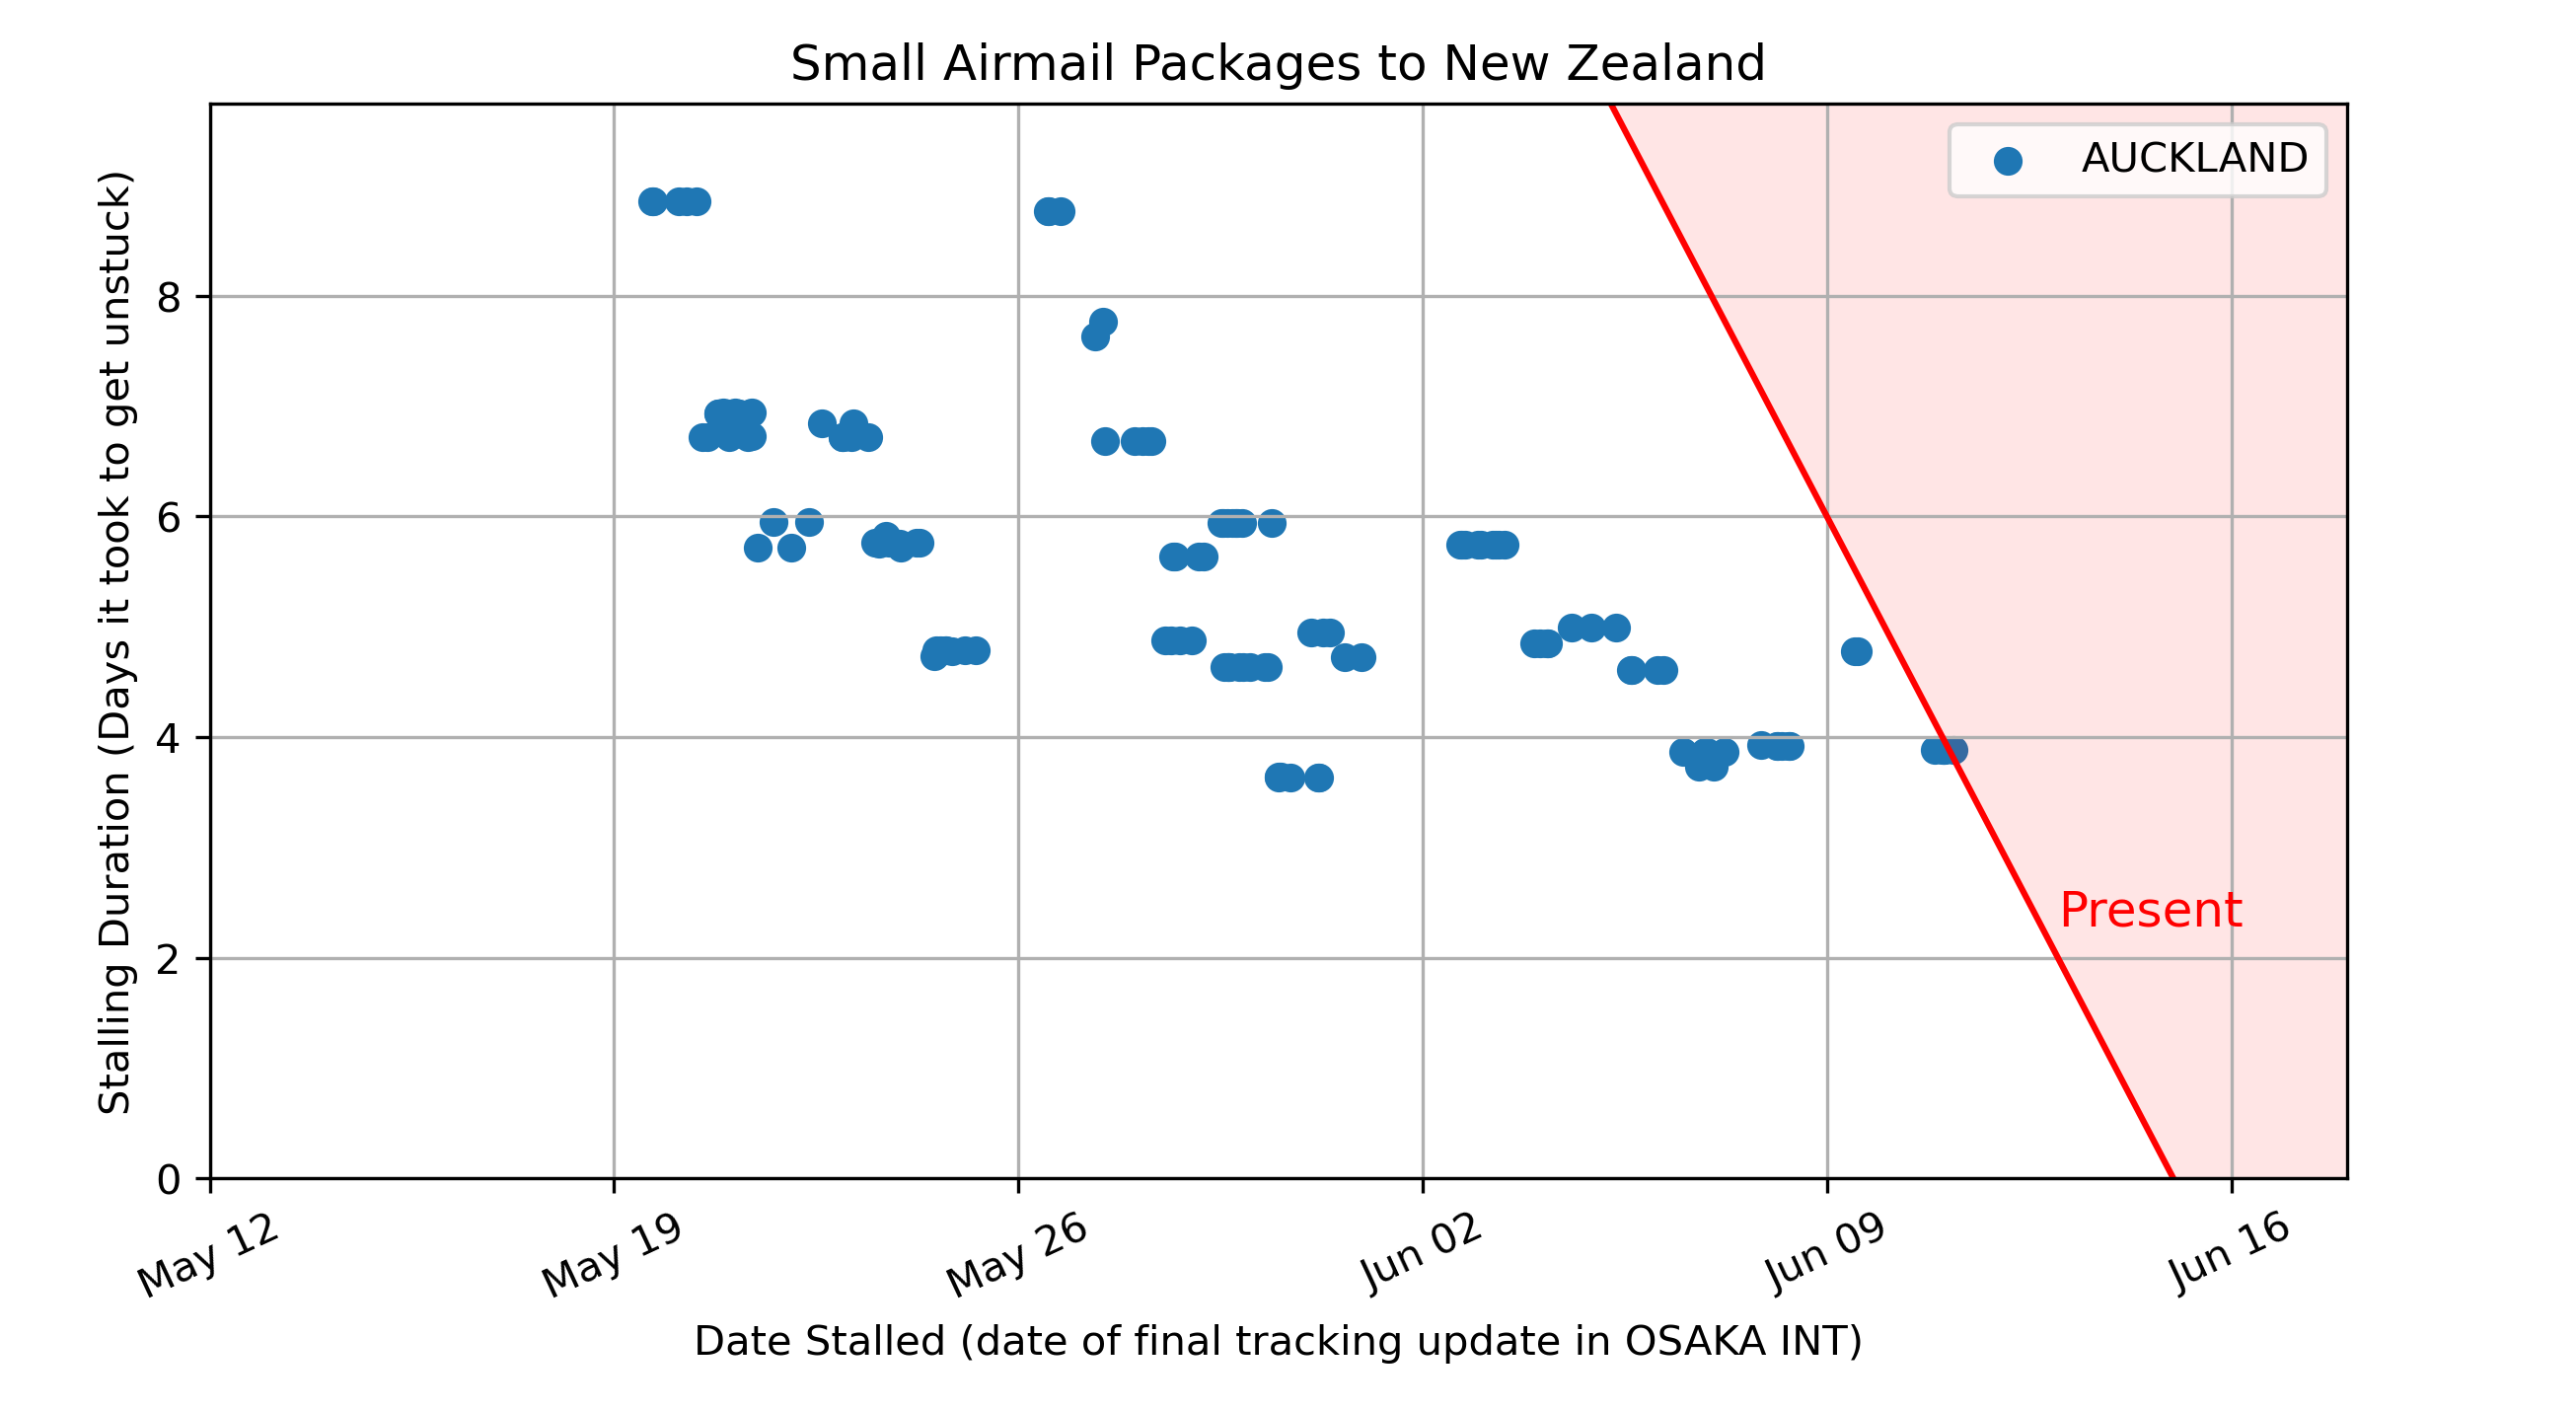 Small Airmail Packages to New Zealand
AUCKLAND
Stalling Duration (Days it took to get unstuck)
8
6
4
2
0
Present
May 12
May 19
May 26
Jun 02
Jun 09
Jun 16
Date Stalled (date of final tracking update in OSAKA INT)